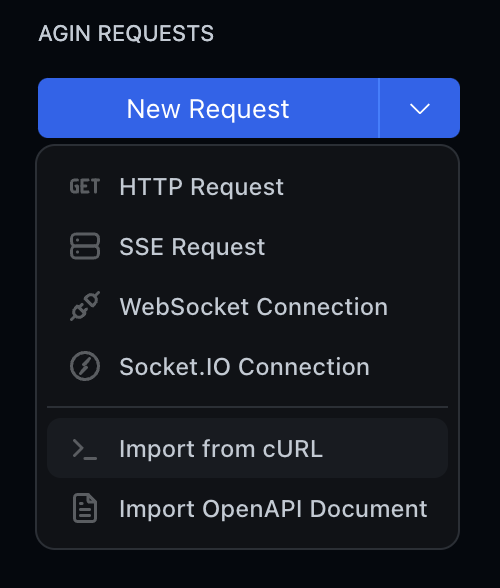 AGIN REQUESTS
New Request
GET HTTP Request
SSE Request
WebSocket Connection
Socket.IO Connection
Import from cURL
Import OpenAPI Document